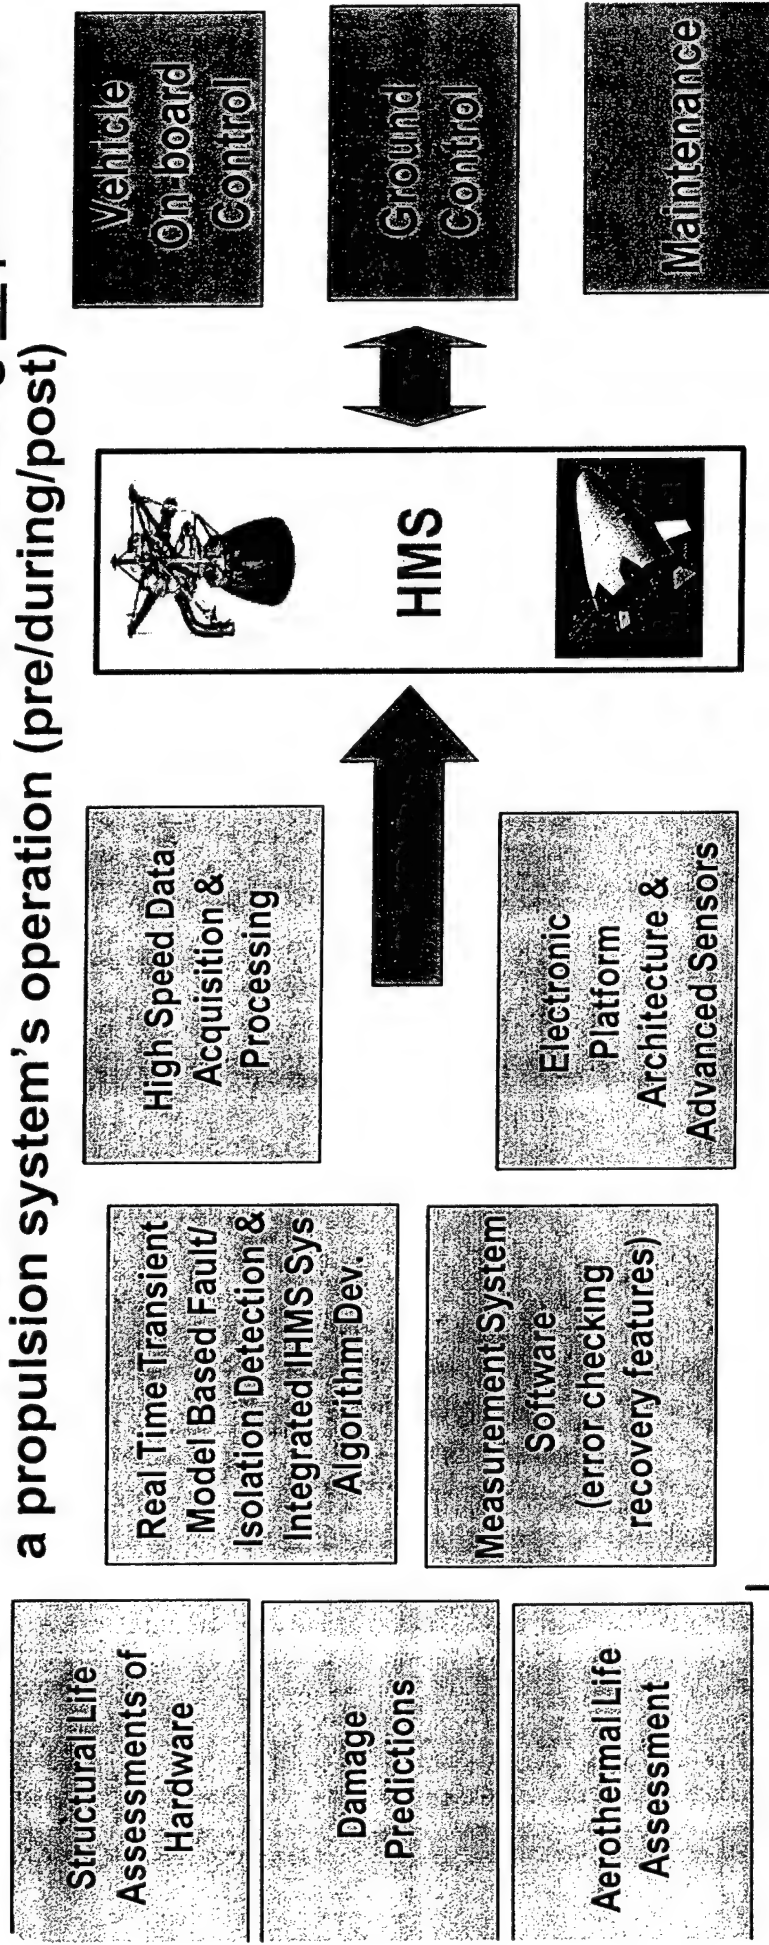 a propulsion system's operation (pre/during/post)
Structural Life
Assessments of
Hardware
Damage
Predictions
Aerothermal Life
Assessment
Real Time Transient
Model Based Fault/
Isolation Detection &
Integrated IHMS Sys
Algorithm Dev.
Measurement System
Software
(error checking
recovery features)
High Speed Data
Acquisition &
Processing
Electronic
Platform
Architecture &
Advanced Sensors
HMS
Vehicle
On-board
Control
Ground
Control
Maintenance